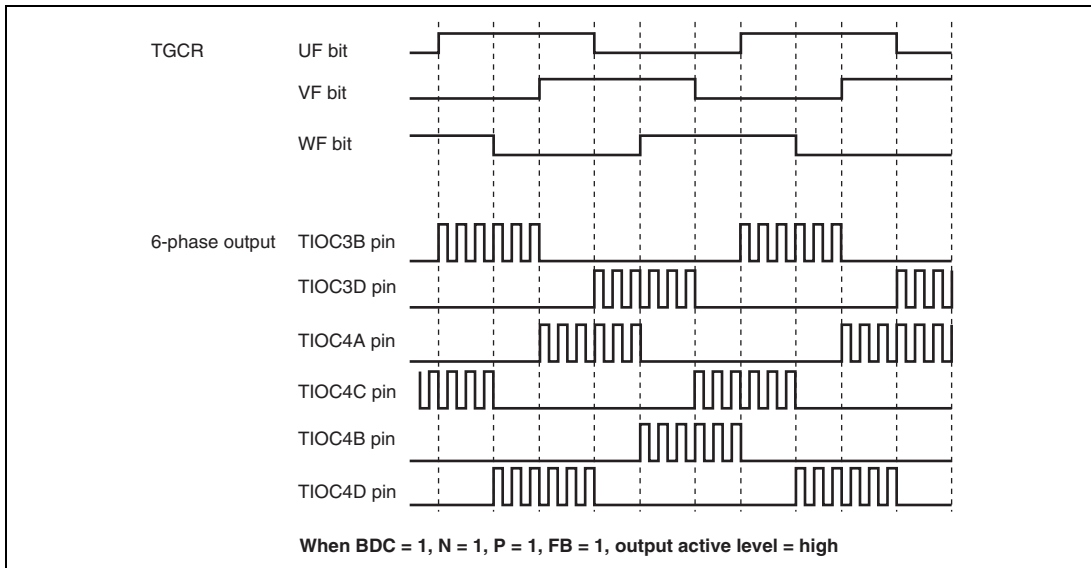 TGCR UF bit
VF bit
WF bit
6-phase output TIOC3B pin
TIOC3D pin
TIOC4A pin
TIOC4C pin
TIOC4B pin
TIOC4D pin
When BDC = 1, N = 1, P = 1, FB = 1, output active level = high